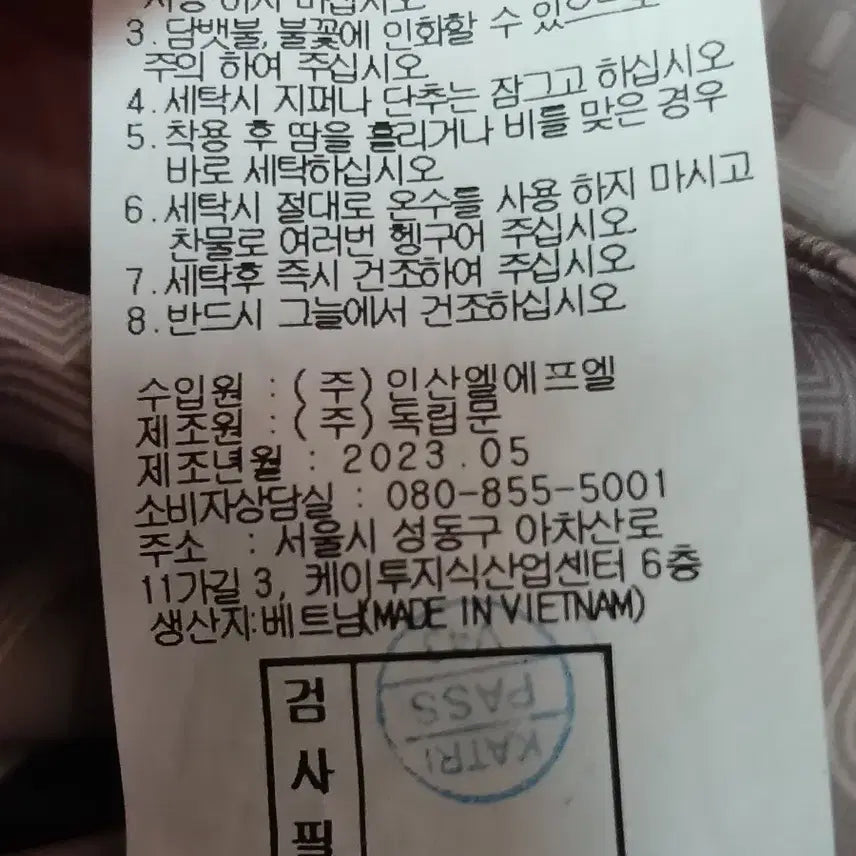 사용 하지 마십시오
3.담뱃불,불꽃에 인화할 수 있으므로
주의 하여 주십시오
4.세탁시 지퍼나 단추는 잠그고 하십시오
5.착용 후 땀을 흘리거나 비를 맞은 경우
바로 세탁하십시오
6.세탁시 절대로 온수를 사용 하지 마시고
찬물로 여러번 헹구어 주십시오
7.세탁후 즉시 건조하여 주십시오
8.반드시 그늘에서 건조하십시오
수입원 : (주)인산엘에프엘
제조원 : (주)독립문
제조년월 : 2023.05
소비자상담실 : 080-855-5001
주소 : 서울시 성동구 아차산로
11가길 3, 케이투지식산업센터 6층
생산지:베트남(MADE IN VIETNAM)
검사필
KATRI
PASS